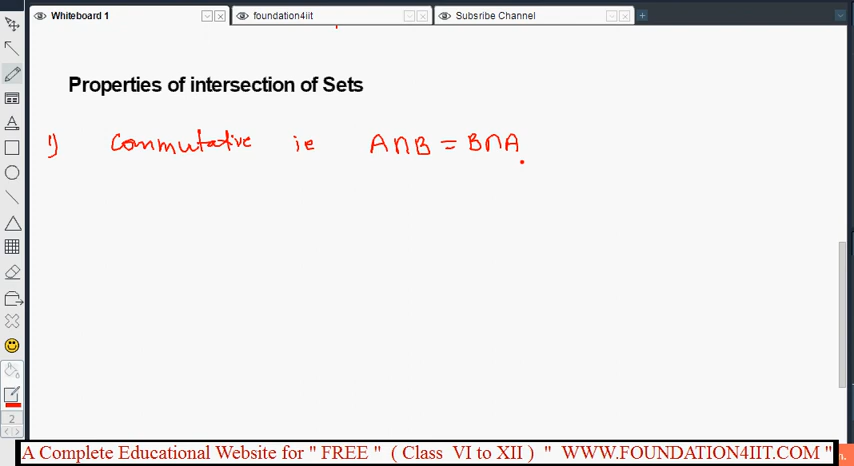 Whiteboard 1
foundation4iit
Subsribe Channel
Properties of intersection of Sets
1) Commutative ie A∩B = B∩A.
2
A Complete Educational Website for " FREE " ( Class VI to XII ) " WWW.FOUNDATION4IIT.COM "